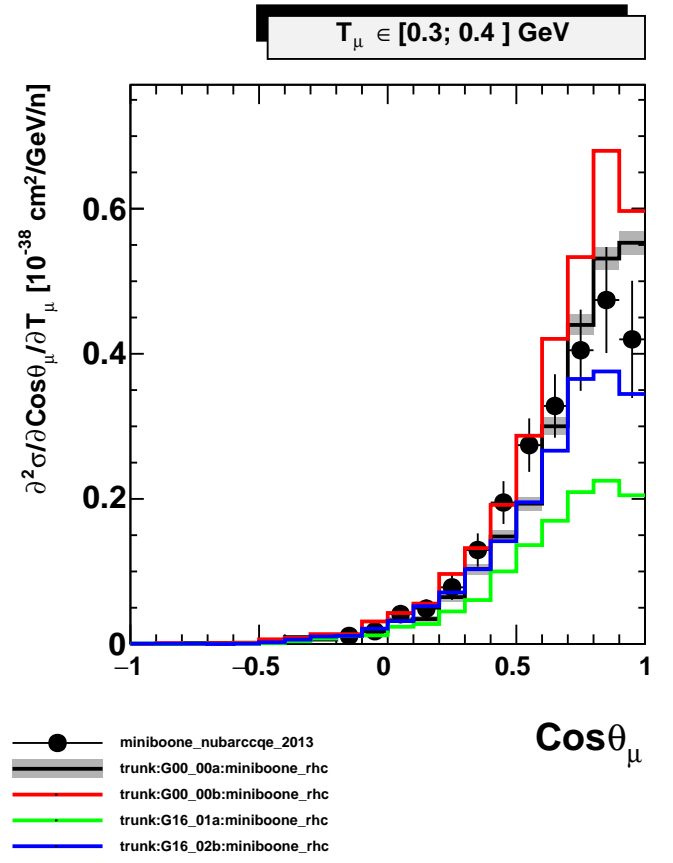 T_μ ∈ [0.3; 0.4 ] GeV
∂²σ/∂Cosθ_μ/∂T_μ [10⁻³⁸ cm²/GeV/n]
0.6
0.4
0.2
0
−1 −0.5 0 0.5 1
Cosθ_μ
miniboone_nubarccqe_2013
trunk:G00_00a:miniboone_rhc
trunk:G00_00b:miniboone_rhc
trunk:G16_01a:miniboone_rhc
trunk:G16_02b:miniboone_rhc